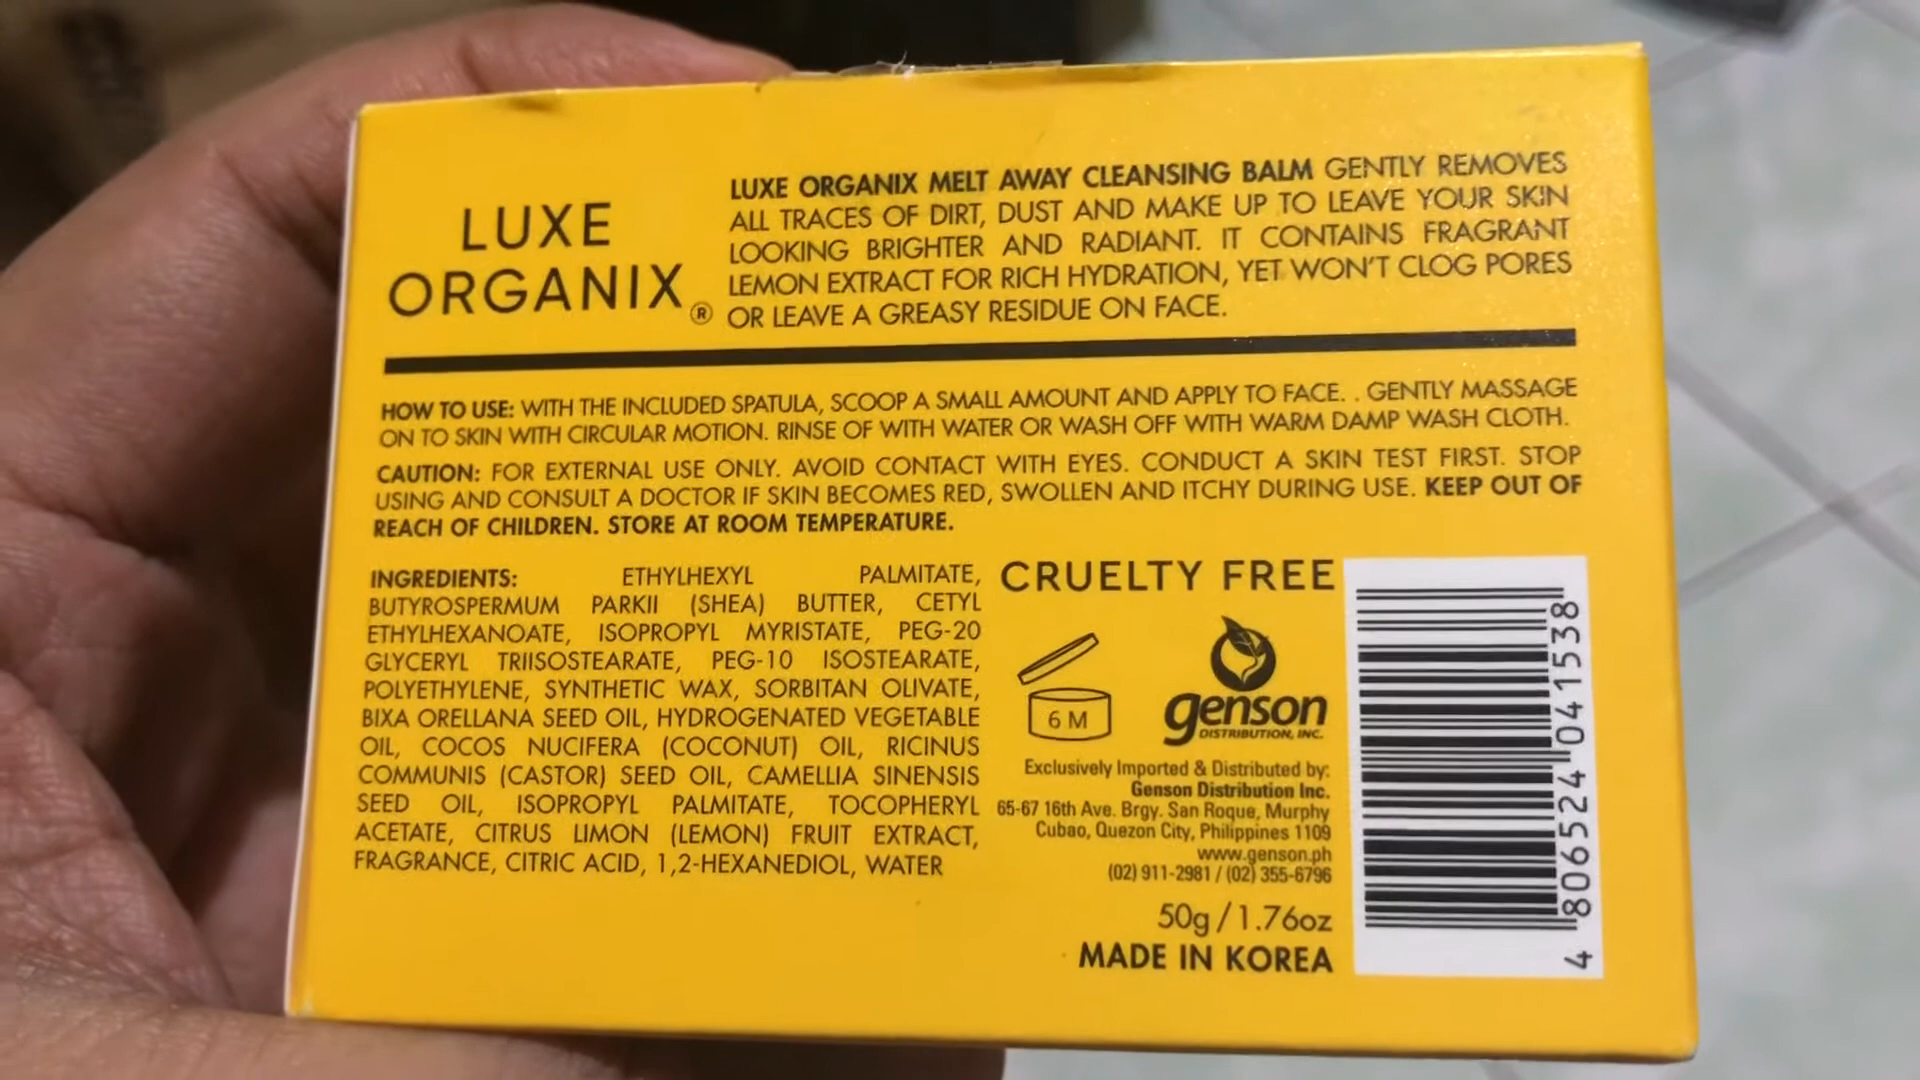 LUXE
ORGANIX®
LUXE ORGANIX MELT AWAY CLEANSING BALM GENTLY REMOVES
ALL TRACES OF DIRT, DUST AND MAKE UP TO LEAVE YOUR SKIN
LOOKING BRIGHTER AND RADIANT. IT CONTAINS FRAGRANT
LEMON EXTRACT FOR RICH HYDRATION, YET WON'T CLOG PORES
OR LEAVE A GREASY RESIDUE ON FACE.
HOW TO USE: WITH THE INCLUDED SPATULA, SCOOP A SMALL AMOUNT AND APPLY TO FACE. . GENTLY MASSAGE
ON TO SKIN WITH CIRCULAR MOTION. RINSE OF WITH WATER OR WASH OFF WITH WARM DAMP WASH CLOTH.
CAUTION: FOR EXTERNAL USE ONLY. AVOID CONTACT WITH EYES. CONDUCT A SKIN TEST FIRST. STOP
USING AND CONSULT A DOCTOR IF SKIN BECOMES RED, SWOLLEN AND ITCHY DURING USE. KEEP OUT OF
REACH OF CHILDREN. STORE AT ROOM TEMPERATURE.
INGREDIENTS: ETHYLHEXYL PALMITATE,
BUTYROSPERMUM PARKII (SHEA) BUTTER, CETYL
ETHYLHEXANOATE, ISOPROPYL MYRISTATE, PEG-20
GLYCERYL TRIISOSTEARATE, PEG-10 ISOSTEARATE,
POLYETHYLENE, SYNTHETIC WAX, SORBITAN OLIVATE,
BIXA ORELLANA SEED OIL, HYDROGENATED VEGETABLE
OIL, COCOS NUCIFERA (COCONUT) OIL, RICINUS
COMMUNIS (CASTOR) SEED OIL, CAMELLIA SINENSIS
SEED OIL, ISOPROPYL PALMITATE, TOCOPHERYL
ACETATE, CITRUS LIMON (LEMON) FRUIT EXTRACT,
FRAGRANCE, CITRIC ACID, 1,2-HEXANEDIOL, WATER
CRUELTY FREE
6 M
genson
DISTRIBUTION, INC.
Exclusively Imported & Distributed by:
Genson Distribution Inc.
65-67 16th Ave. Brgy. San Roque, Murphy
Cubao, Quezon City, Philippines 1109
www.genson.ph
(02) 911-2981 / (02) 355-6796
50g / 1.76oz
MADE IN KOREA
4 806524 041538